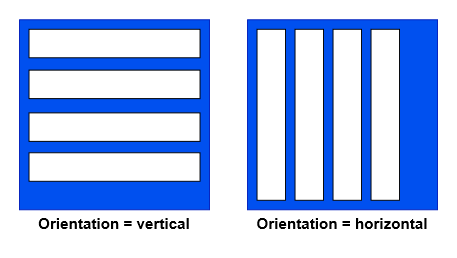 Orientation = vertical
Orientation = horizontal